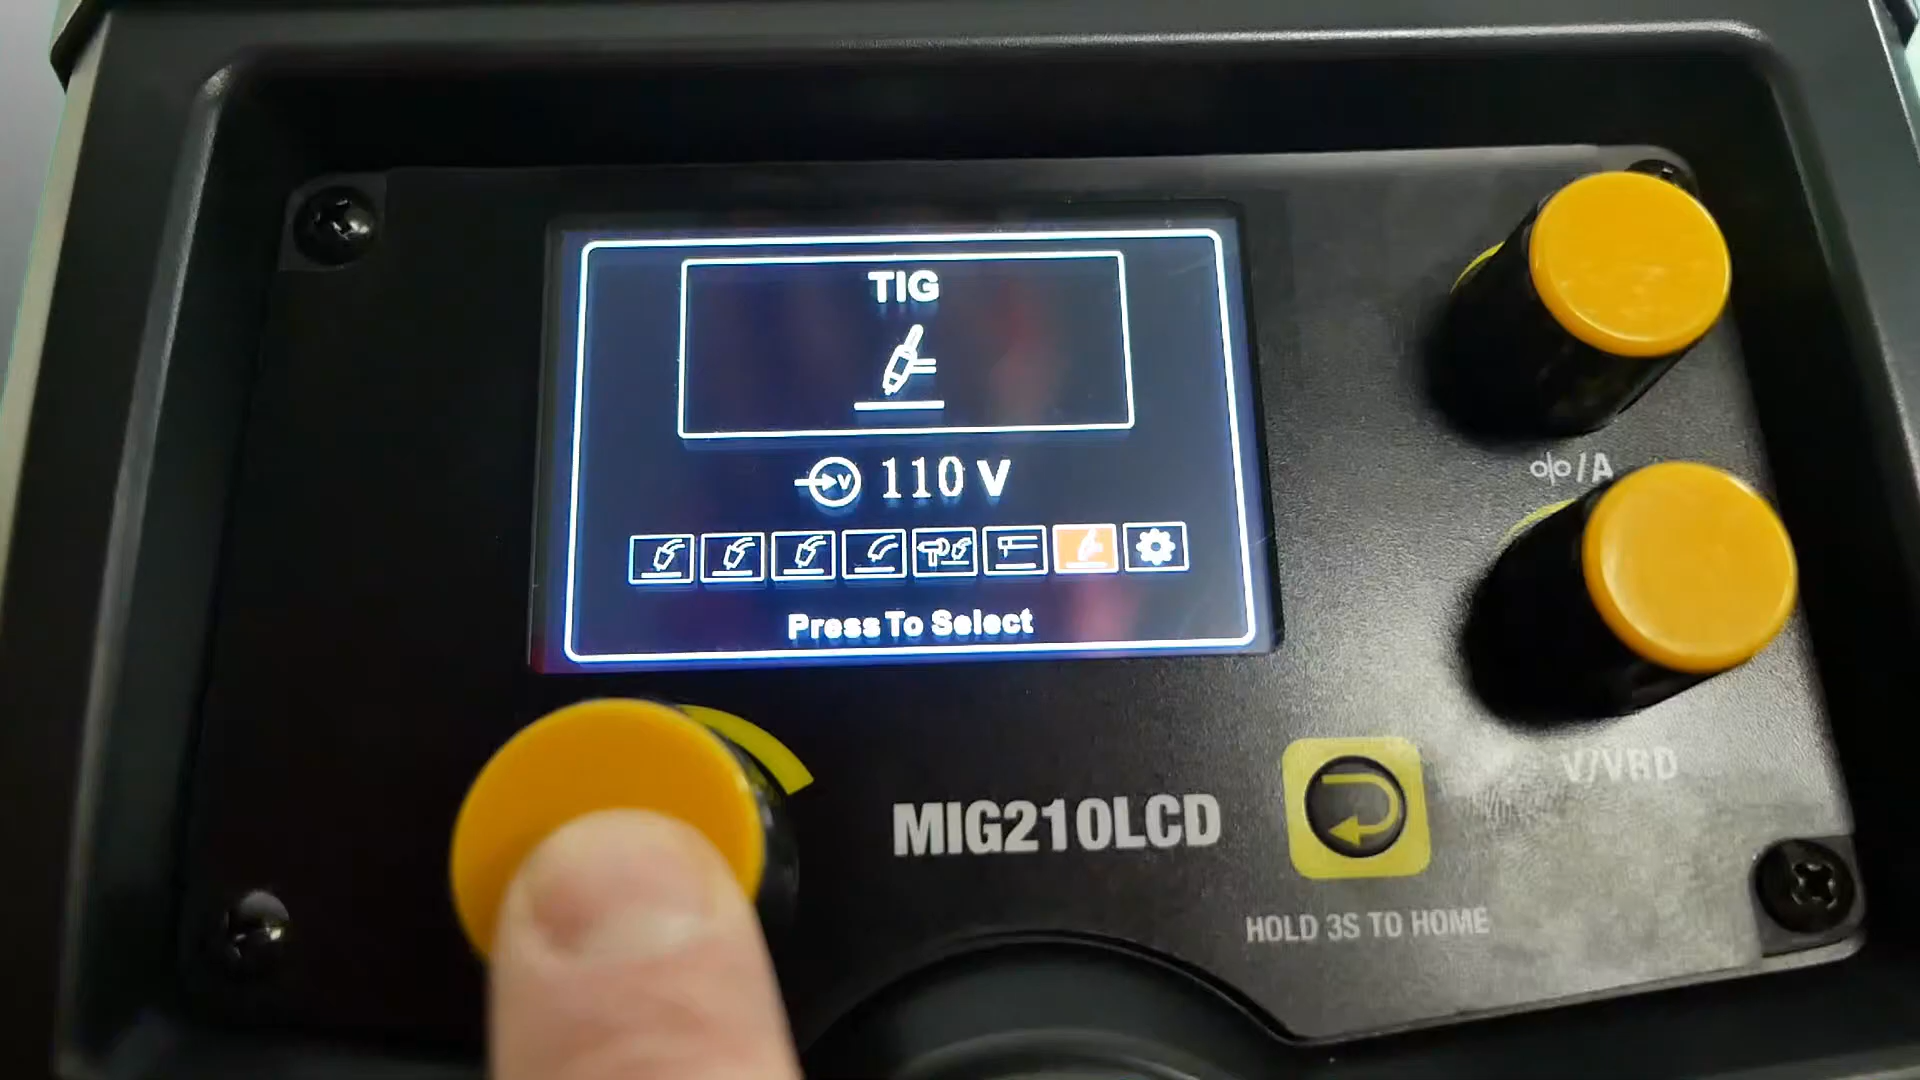 TIG
110 V
Press To Select
%/A
V/VRD
MIG210LCD
HOLD 3S TO HOME